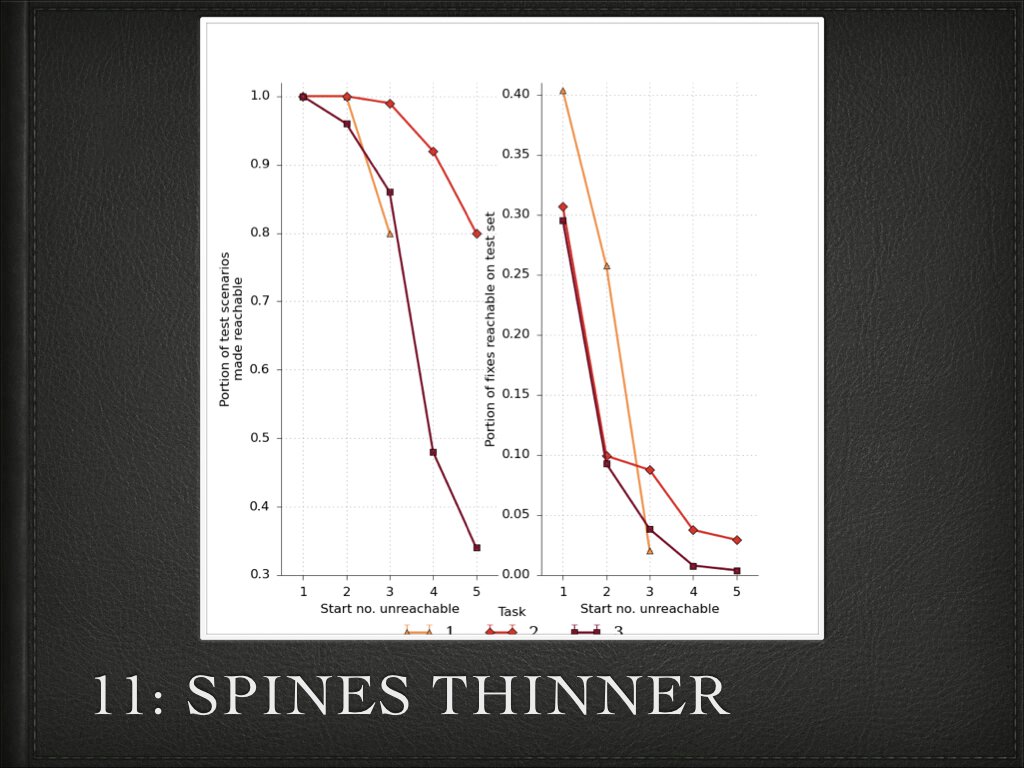 1.0
0.9
0.8
0.7
0.6
0.5
0.4
0.3
Portion of test scenarios
made reachable
1 2 3 4 5
Start no. unreachable
0.40
0.35
0.30
0.25
0.20
0.15
0.10
0.05
0.00
Portion of fixes reachable on test set
1 2 3 4 5
Start no. unreachable
Task
1 2 3
11: SPINES THINNER